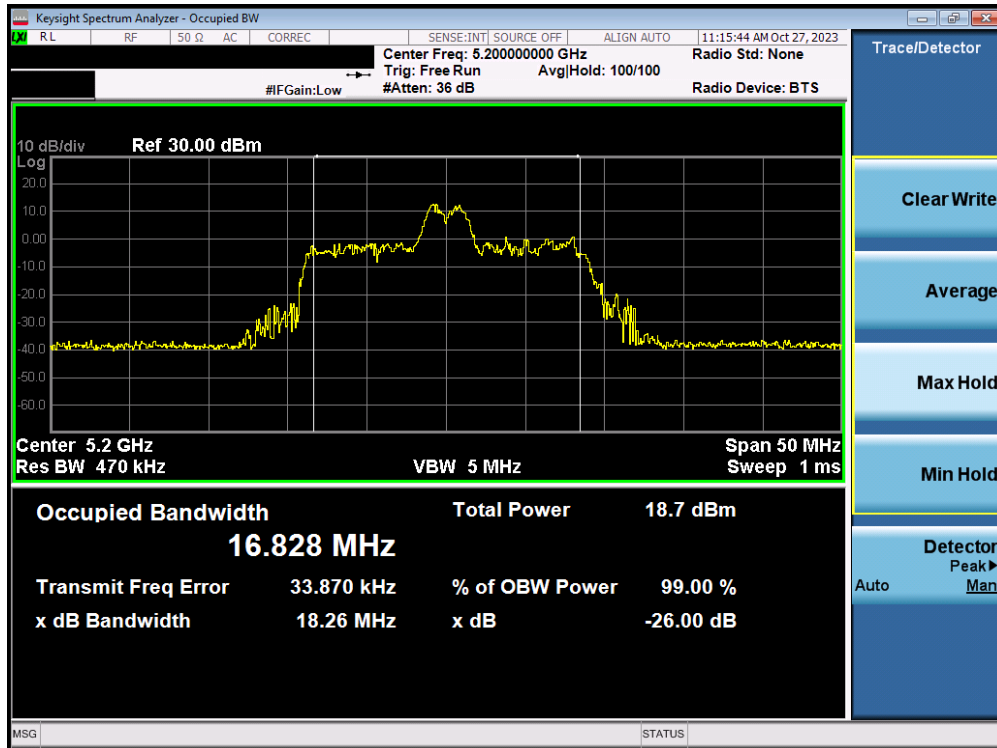 Keysight Spectrum Analyzer - Occupied BW
LXI RL RF 50 Ω AC CORREC SENSE:INT SOURCE OFF ALIGN AUTO 11:15:44 AM Oct 27, 2023
Center Freq: 5.200000000 GHz Radio Std: None
Trig: Free Run Avg|Hold: 100/100
#IFGain:Low #Atten: 36 dB Radio Device: BTS
Trace/Detector
10 dB/div Ref 30.00 dBm
Log
20.0
10.0
0.00
-10.0
-20.0
-30.0
-40.0
-50.0
-60.0
Center 5.2 GHz Span 50 MHz
Res BW 470 kHz VBW 5 MHz Sweep 1 ms
Occupied Bandwidth Total Power 18.7 dBm
16.828 MHz
Transmit Freq Error 33.870 kHz % of OBW Power 99.00 %
x dB Bandwidth 18.26 MHz x dB -26.00 dB
Clear Write
Average
Max Hold
Min Hold
Detector
Peak▶
Auto Man
MSG STATUS